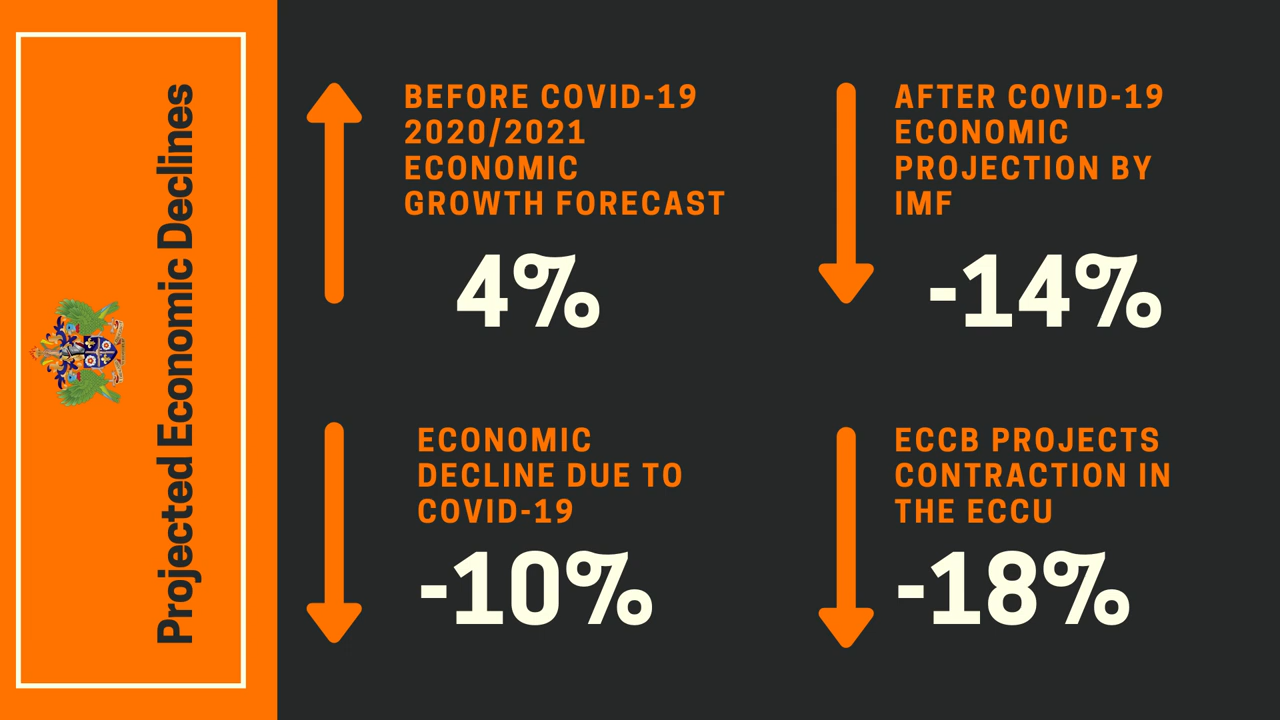 Projected Economic Declines
BEFORE COVID-19
2020/2021
ECONOMIC
GROWTH FORECAST
4%
AFTER COVID-19
ECONOMIC
PROJECTION BY
IMF
-14%
ECONOMIC
DECLINE DUE TO
COVID-19
-10%
ECCB PROJECTS
CONTRACTION IN
THE ECCU
-18%